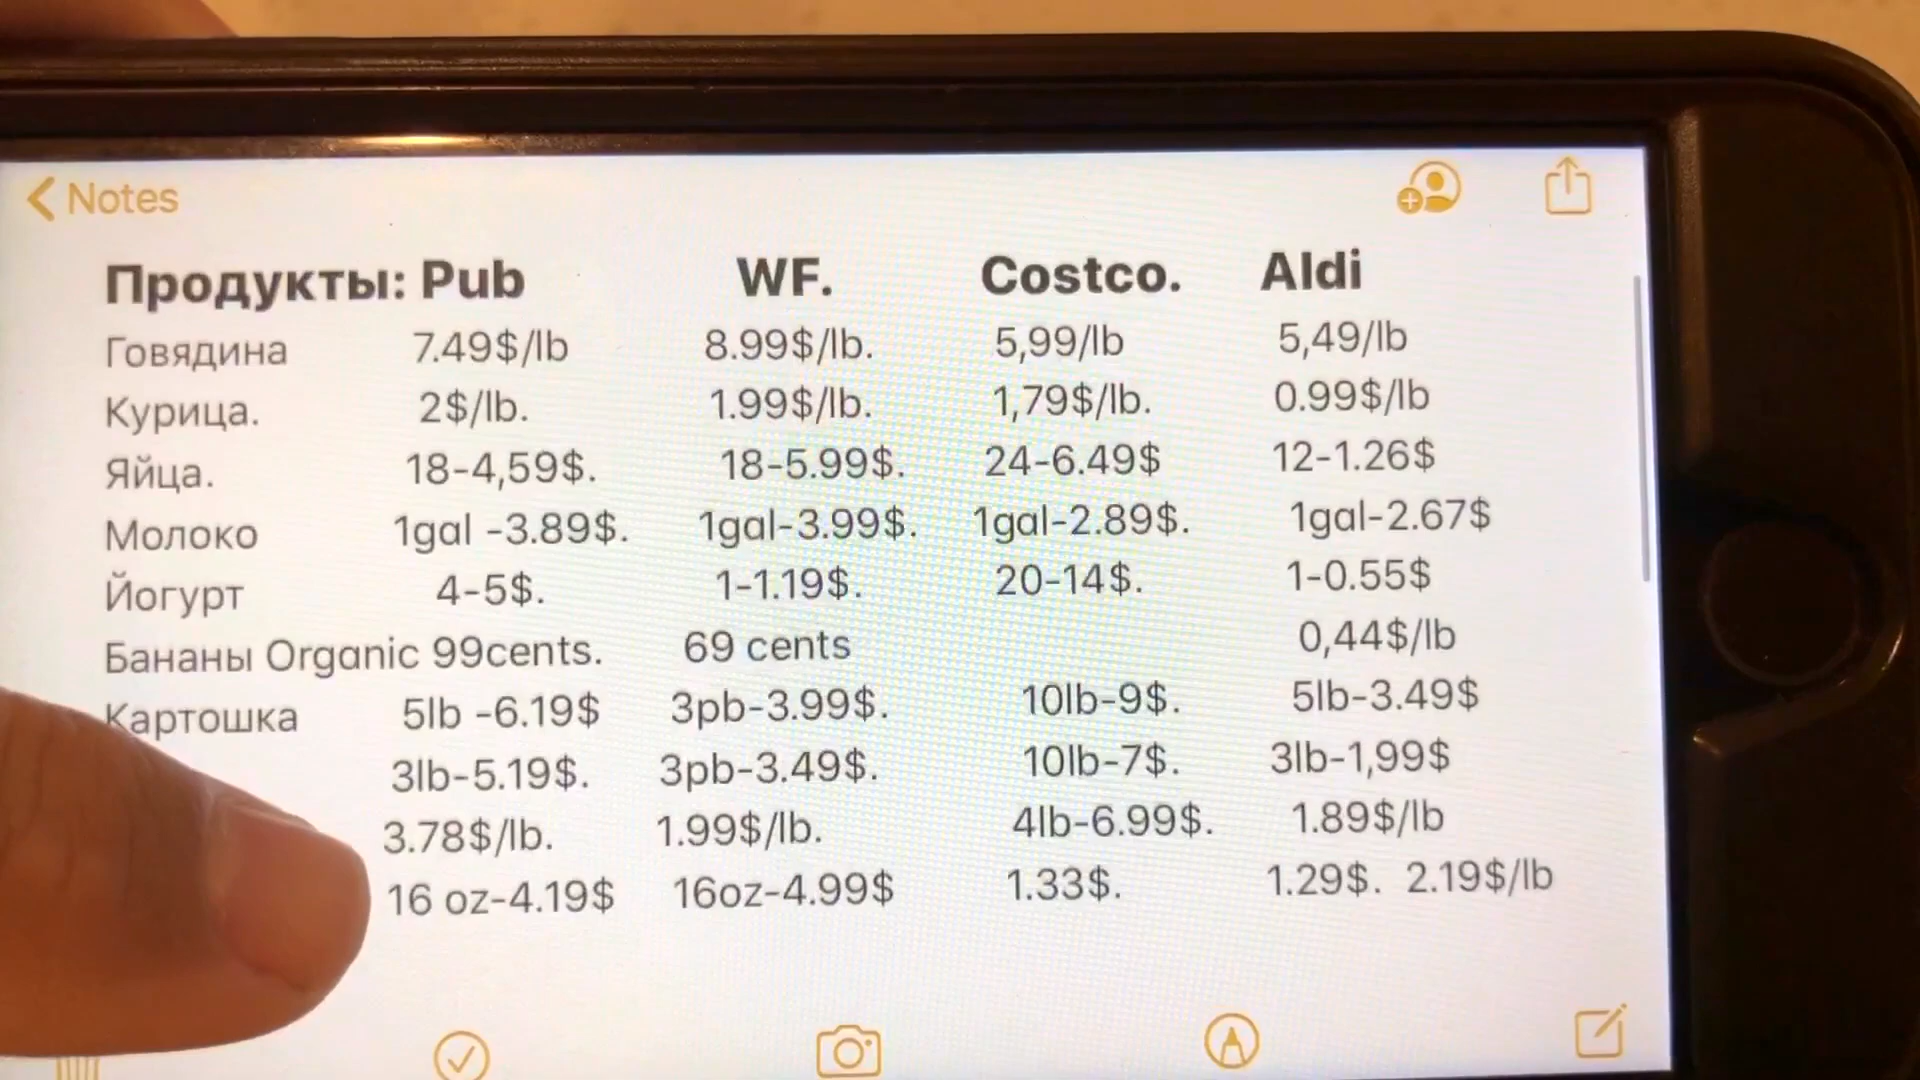 Notes
Продукты: Pub WF. Costco. Aldi
Говядина 7.49$/lb 8.99$/lb. 5,99/lb 5,49/lb
Курица. 2$/lb. 1.99$/lb. 1,79$/lb. 0.99$/lb
Яйца. 18-4,59$. 18-5.99$. 24-6.49$ 12-1.26$
Молоко 1gal -3.89$. 1gal-3.99$. 1gal-2.89$. 1gal-2.67$
Йогурт 4-5$. 1-1.19$. 20-14$. 1-0.55$
Бананы Organic 99cents. 69 cents 0,44$/lb
Картошка 5lb -6.19$ 3pb-3.99$. 10lb-9$. 5lb-3.49$
3lb-5.19$. 3pb-3.49$. 10lb-7$. 3lb-1,99$
3.78$/lb. 1.99$/lb. 4lb-6.99$. 1.89$/lb
16 oz-4.19$ 16oz-4.99$ 1.33$. 1.29$. 2.19$/lb